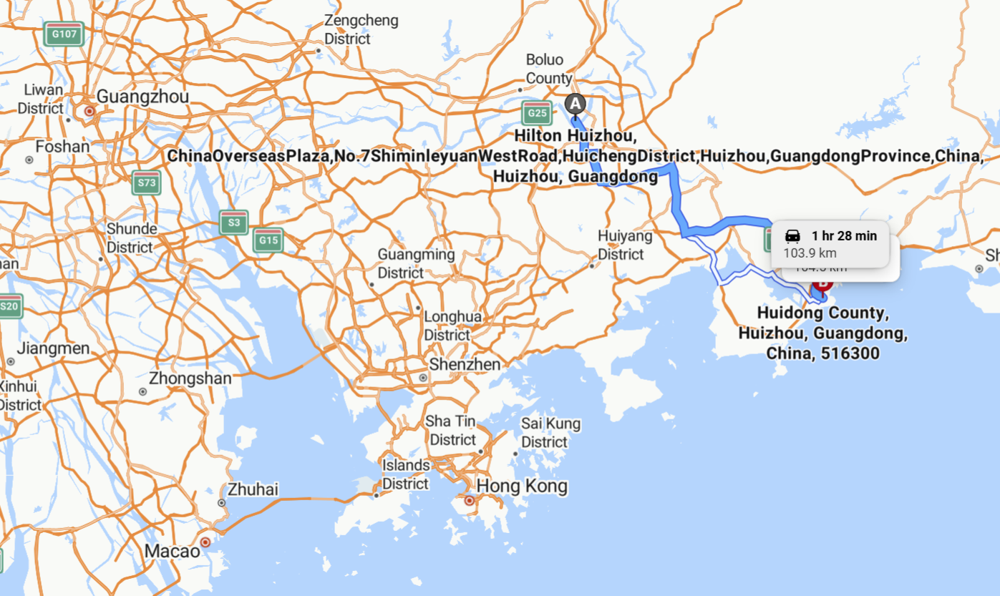 Zengcheng
District
G107
Boluo
County
Liwan
District
Guangzhou
A
G25
Hilton Huizhou,
ChinaOverseasPlaza,No.7ShiminleyuanWestRoad,HuichengDistrict,Huizhou,GuangdongProvince,China,
Huizhou, Guangdong
Foshan
S73
S3
G15
Shunde
District
Huiyang
District
1 hr 28 min
103.9 km
Guangming
District
S20
Huidong County,
Huizhou, Guangdong,
China, 516300
Longhua
District
Jiangmen
Shenzhen
Zhongshan
Xinhui
District
Sha Tin
District
Sai Kung
District
Islands
District
Hong Kong
Zhuhai
Macao